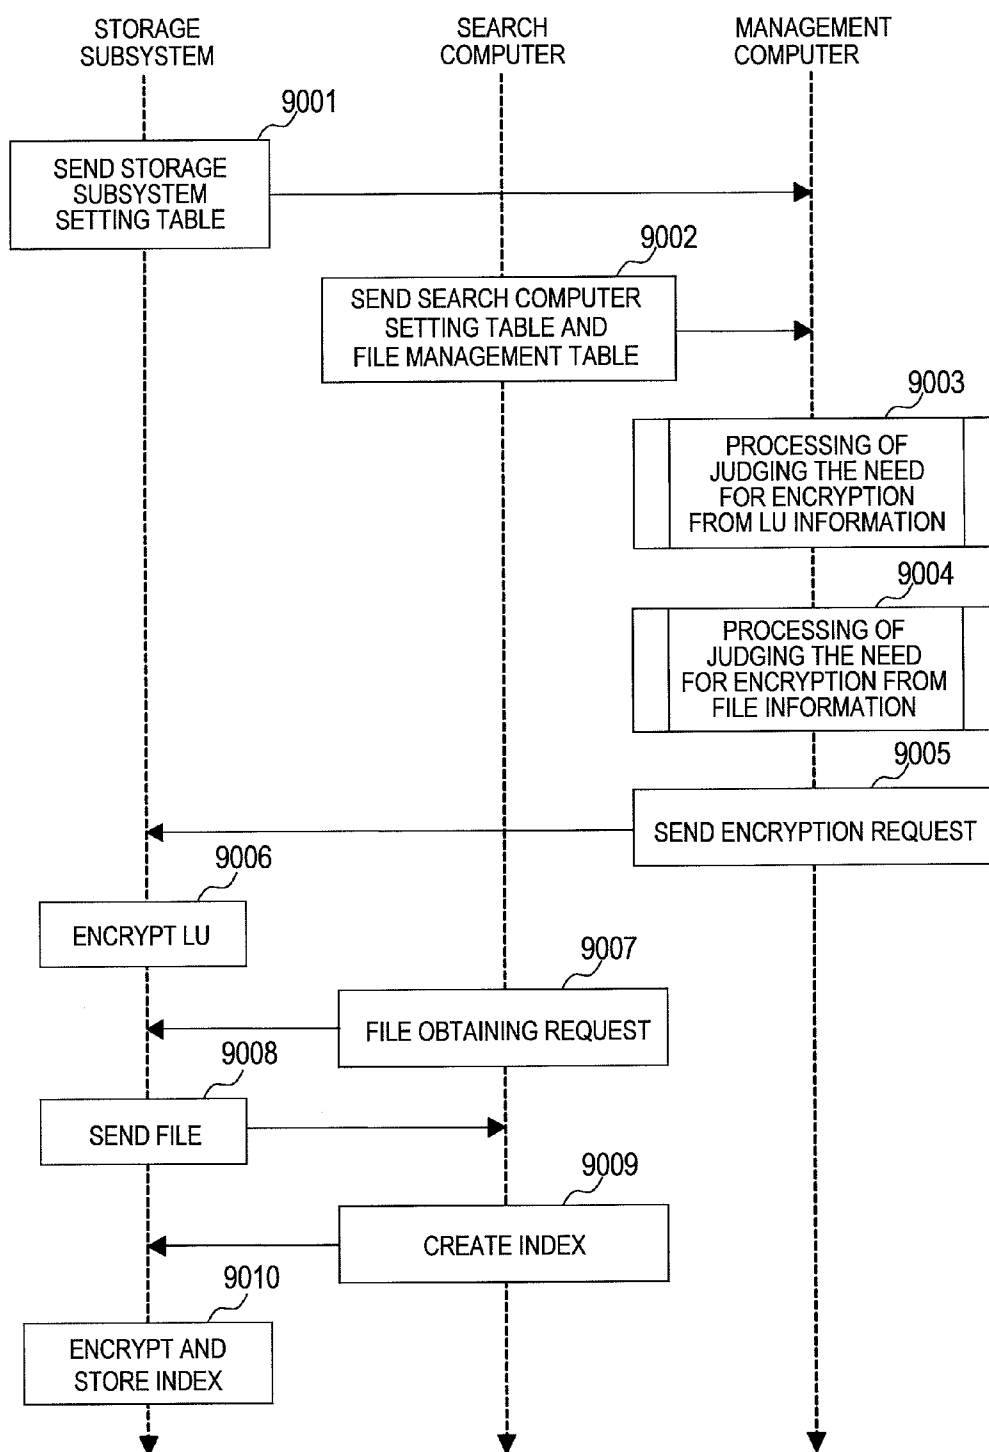 STORAGE
SUBSYSTEM
SEARCH
COMPUTER
MANAGEMENT
COMPUTER
9001
SEND STORAGE
SUBSYSTEM
SETTING TABLE
9002
SEND SEARCH COMPUTER
SETTING TABLE AND
FILE MANAGEMENT TABLE
9003
PROCESSING OF
JUDGING THE NEED
FOR ENCRYPTION
FROM LU INFORMATION
9004
PROCESSING OF
JUDGING THE NEED
FOR ENCRYPTION FROM
FILE INFORMATION
9005
SEND ENCRYPTION REQUEST
9006
ENCRYPT LU
9007
FILE OBTAINING REQUEST
9008
SEND FILE
9009
CREATE INDEX
9010
ENCRYPT AND
STORE INDEX